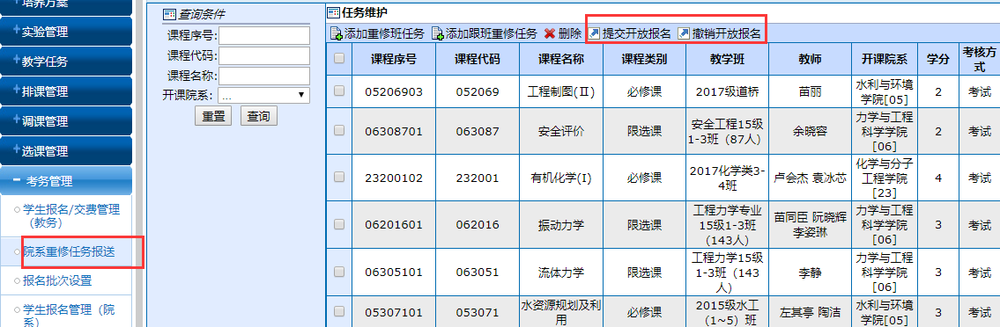 培养方案
实验管理
教学任务
排课管理
调课管理
选课管理
考务管理
学生报名/交费管理
（教务）
院系重修任务报送
报名批次设置
学生报名管理（院
系）
查询条件
课程序号:
课程代码:
课程名称:
开课院系: ...
重置 查询
任务维护
添加重修班任务 添加跟班重修任务 删除 提交开放报名 撤销开放报名
课程序号 课程代码 课程名称 课程类别 教学班 教师 开课院系 学分 考核方
式
05206903 052069 工程制图(Ⅱ) 必修课 2017级道桥 苗丽 水利与环境
学院[05] 2 考试
06308701 063087 安全评价 限选课 安全工程15级
1-3班（87人） 余晓容 力学与工程
科学学院
[06] 2 考试
23200102 232001 有机化学(I) 必修课 2017化学类3-
4班 卢会杰 袁冰芯 化学与分子
工程学院
[23] 4 考试
06201601 062016 振动力学 限选课 工程力学专业
15级1-3班
（143人） 苗同臣 阮晓辉
李姿琳 力学与工程
科学学院
[06] 3 考试
06305101 063051 流体力学 限选课 工程力学15级
1-3班（143
人） 李静 力学与工程
科学学院
[06] 3 考试
05307101 053071 水资源规划及利
用 必修课 2015级水工
（1~5）班 左其亭 陶洁 水利与环境
学院[05] 3 考试